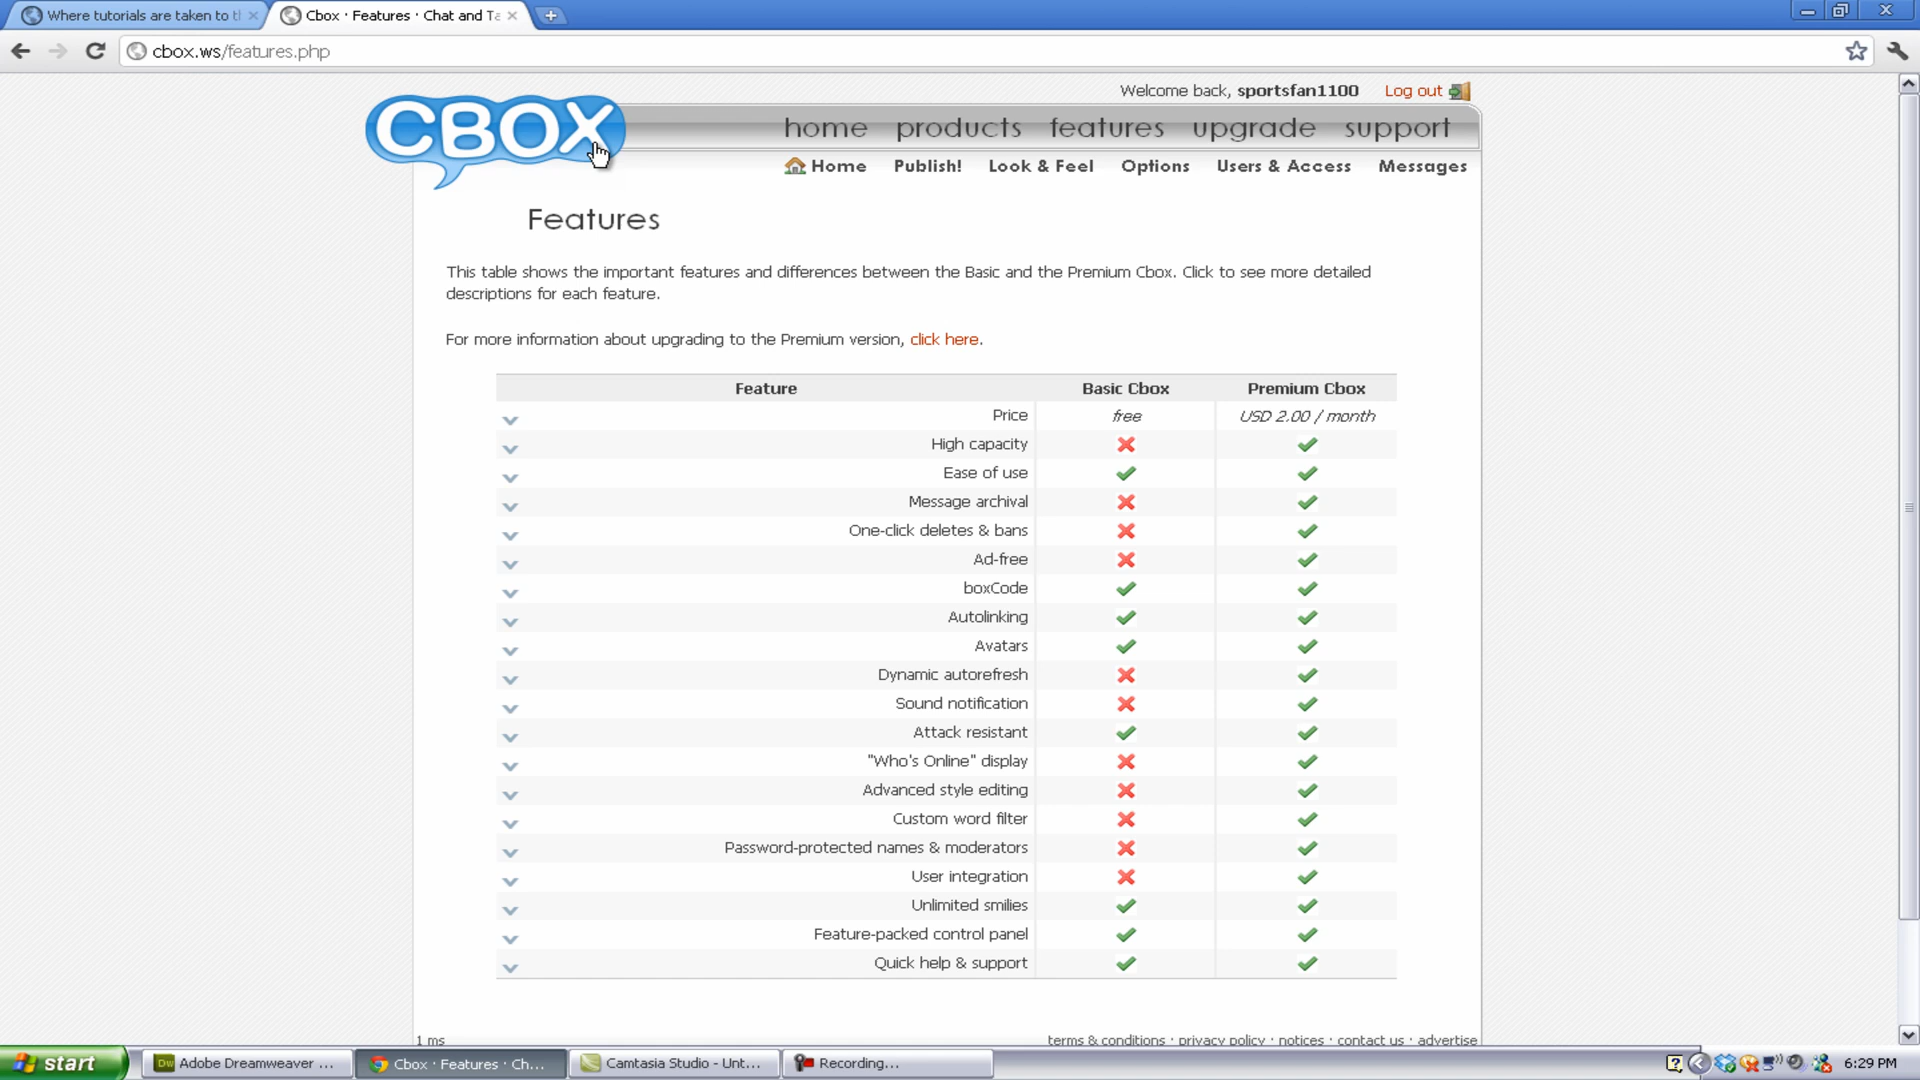 Where tutorials are taken to t
Cbox · Features · Chat and Ta
cbox.ws/features.php
Welcome back, sportsfan1100 Log out
CBOX
home products features upgrade support
Home Publish! Look & Feel Options Users & Access Messages
Features
This table shows the important features and differences between the Basic and the Premium Cbox. Click to see more detailed
descriptions for each feature.
For more information about upgrading to the Premium version, click here.
Feature Basic Cbox Premium Cbox
Price free USD 2.00 / month
High capacity
Ease of use
Message archival
One-click deletes & bans
Ad-free
boxCode
Autolinking
Avatars
Dynamic autorefresh
Sound notification
Attack resistant
"Who's Online" display
Advanced style editing
Custom word filter
Password-protected names & moderators
User integration
Unlimited smilies
Feature-packed control panel
Quick help & support
1 ms
terms & conditions · privacy policy · notices · contact us · advertise
start Dw Adobe Dreamweaver ... Cbox · Features · Ch... Camtasia Studio - Unt... Recording... 6:29 PM